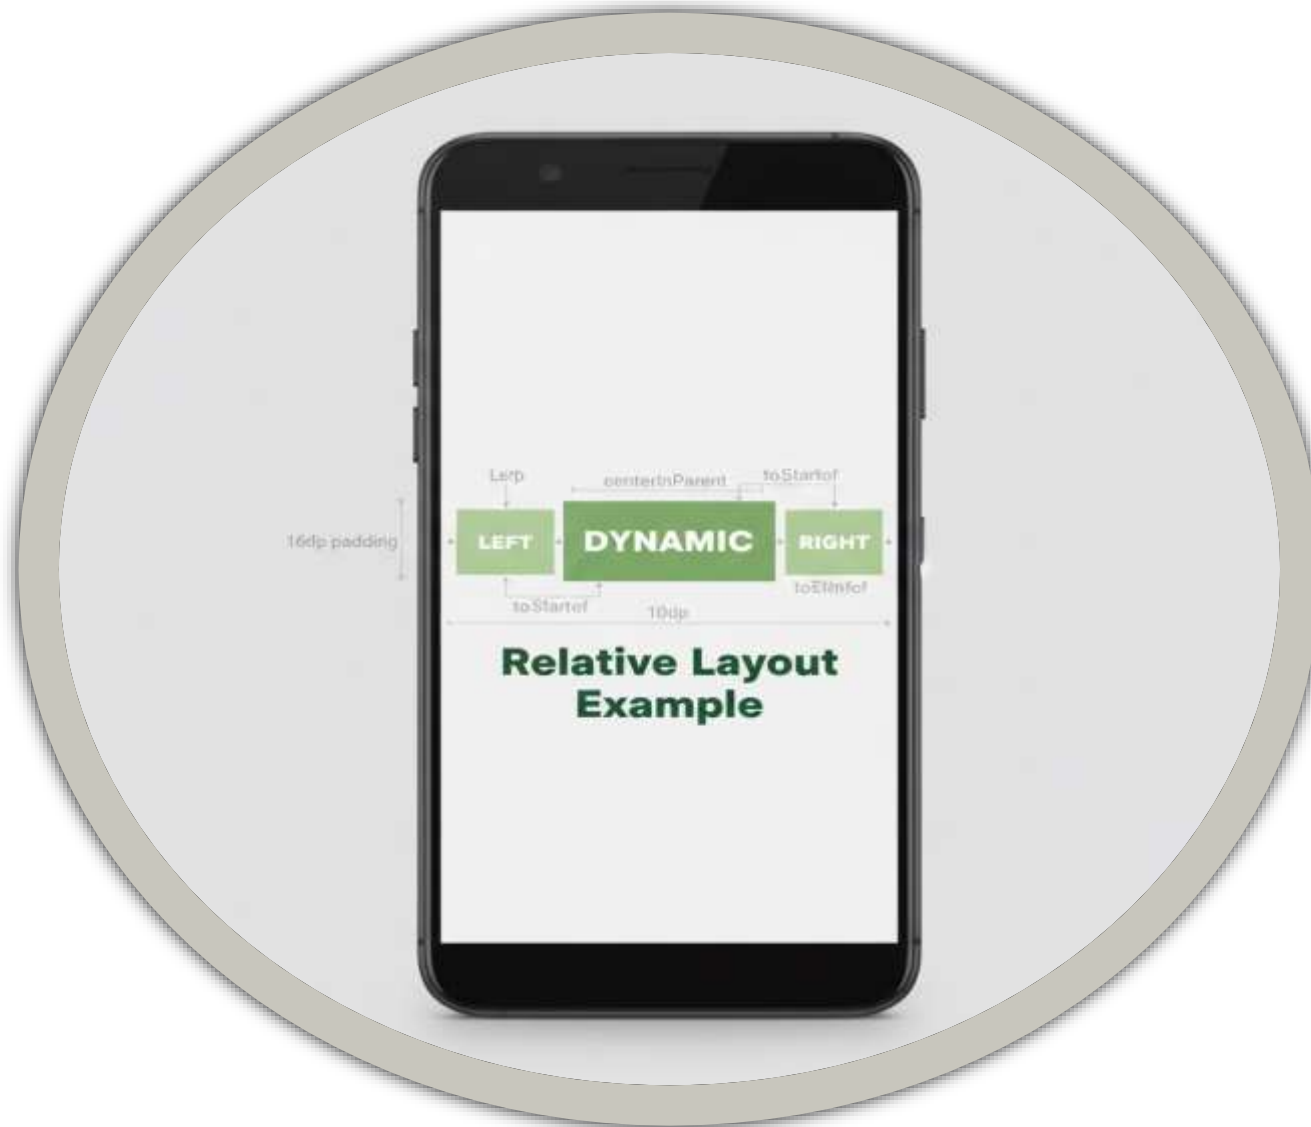 centerInParent
toStartof
16dp padding
LEFT
DYNAMIC
RIGHT
toStartof
10dp
Relative Layout
Example